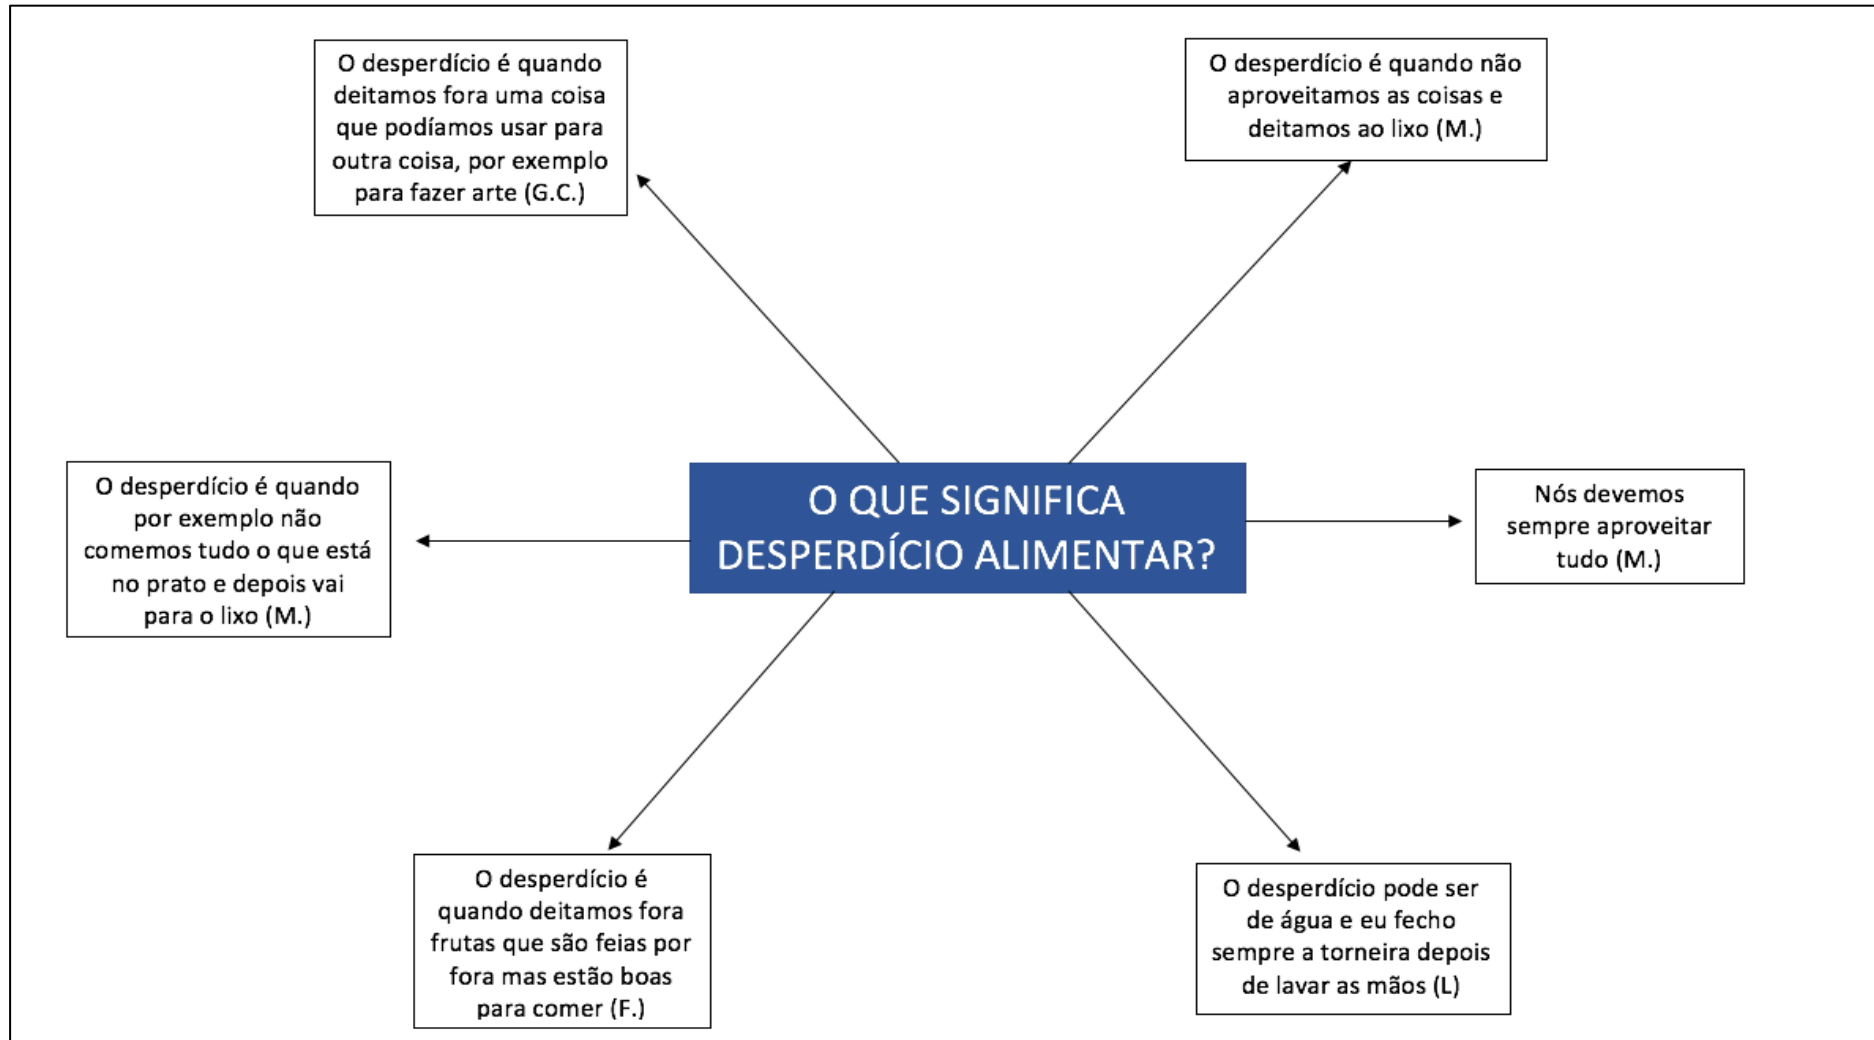 O desperdício é quando
deitamos fora uma coisa
que podíamos usar para
outra coisa, por exemplo
para fazer arte (G.C.)
O desperdício é quando não
aproveitamos as coisas e
deitamos ao lixo (M.)
O desperdício é quando
por exemplo não
comemos tudo o que está
no prato e depois vai
para o lixo (M.)
O QUE SIGNIFICA
DESPERDÍCIO ALIMENTAR?
Nós devemos
sempre aproveitar
tudo (M.)
O desperdício é
quando deitamos fora
frutas que são feias por
fora mas estão boas
para comer (F.)
O desperdício pode ser
de água e eu fecho
sempre a torneira depois
de lavar as mãos (L)